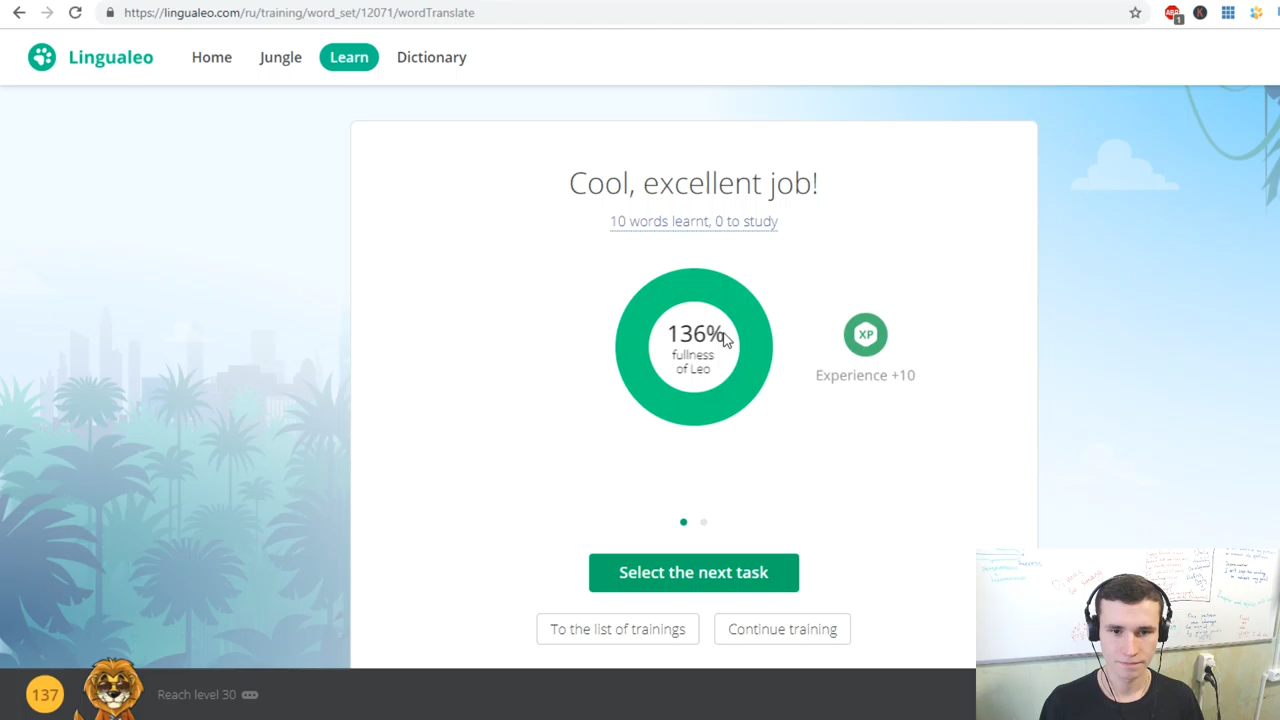 https://lingualeo.com/ru/training/word_set/12071/wordTranslate
ABP
1
K
Lingualeo Home Jungle Learn Dictionary
Cool, excellent job!
10 words learnt, 0 to study
136%
fullness
of Leo
XP
Experience +10
Select the next task
To the list of trainings Continue training
137 Reach level 30